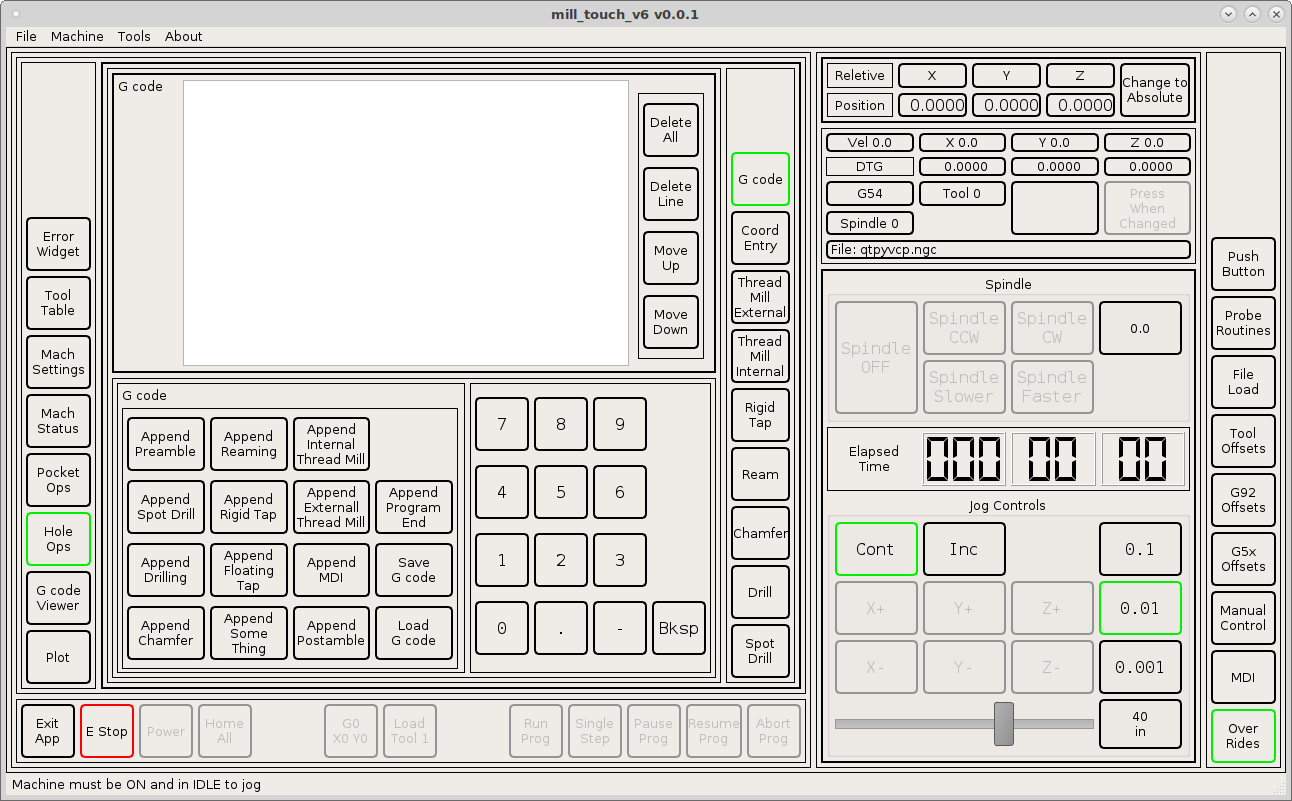 mill_touch_v6 v0.0.1
File Machine Tools About
Error
Widget
Tool
Table
Mach
Settings
Mach
Status
Pocket
Ops
Hole
Ops
G code
Viewer
Plot
G code
Delete
All
Delete
Line
Move
Up
Move
Down
G code
Append
Preamble
Append
Reaming
Append
Internal
Thread Mill
Append
Spot Drill
Append
Rigid Tap
Append
Externall
Thread Mill
Append
Program
End
Append
Drilling
Append
Floating
Tap
Append
MDI
Save
G code
Append
Chamfer
Append
Some
Thing
Append
Postamble
Load
G code
7 8 9
4 5 6
1 2 3
0 . - Bksp
G code
Coord
Entry
Thread
Mill
External
Thread
Mill
Internal
Rigid
Tap
Ream
Chamfer
Drill
Spot
Drill
Exit
App
E Stop
Power
Home
All
G0
X0 Y0
Load
Tool 1
Run
Prog
Single
Step
Pause
Prog
Resume
Prog
Abort
Prog
Reletive X Y Z
Position 0.0000 0.0000 0.0000
Change to
Absolute
Vel 0.0 X 0.0 Y 0.0 Z 0.0
DTG 0.0000 0.0000 0.0000
G54 Tool 0
Press
When
Changed
Spindle 0
File: qtpyvcp.ngc
Spindle
Spindle
OFF
Spindle
CCW
Spindle
CW
0.0
Spindle
Slower
Spindle
Faster
Elapsed
Time
000 00 00
Jog Controls
Cont Inc 0.1
X+ Y+ Z+ 0.01
X- Y- Z- 0.001
40
in
Push
Button
Probe
Routines
File
Load
Tool
Offsets
G92
Offsets
G5x
Offsets
Manual
Control
MDI
Over
Rides
Machine must be ON and in IDLE to jog